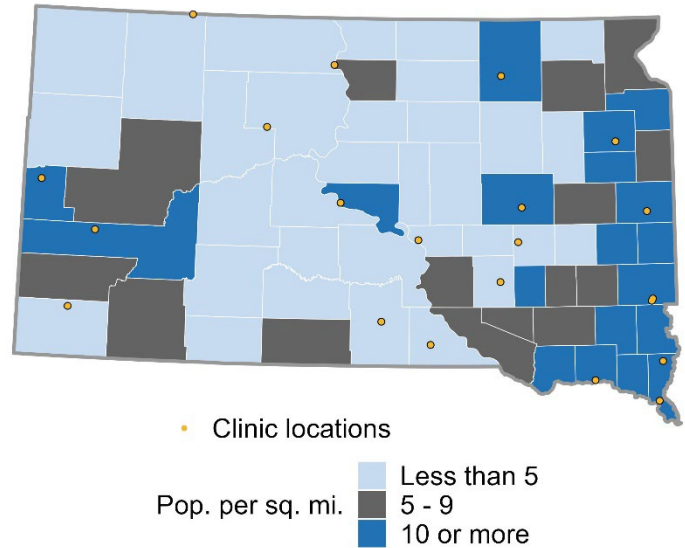 Clinic locations
Less than 5
Pop. per sq. mi.
5 - 9
10 or more